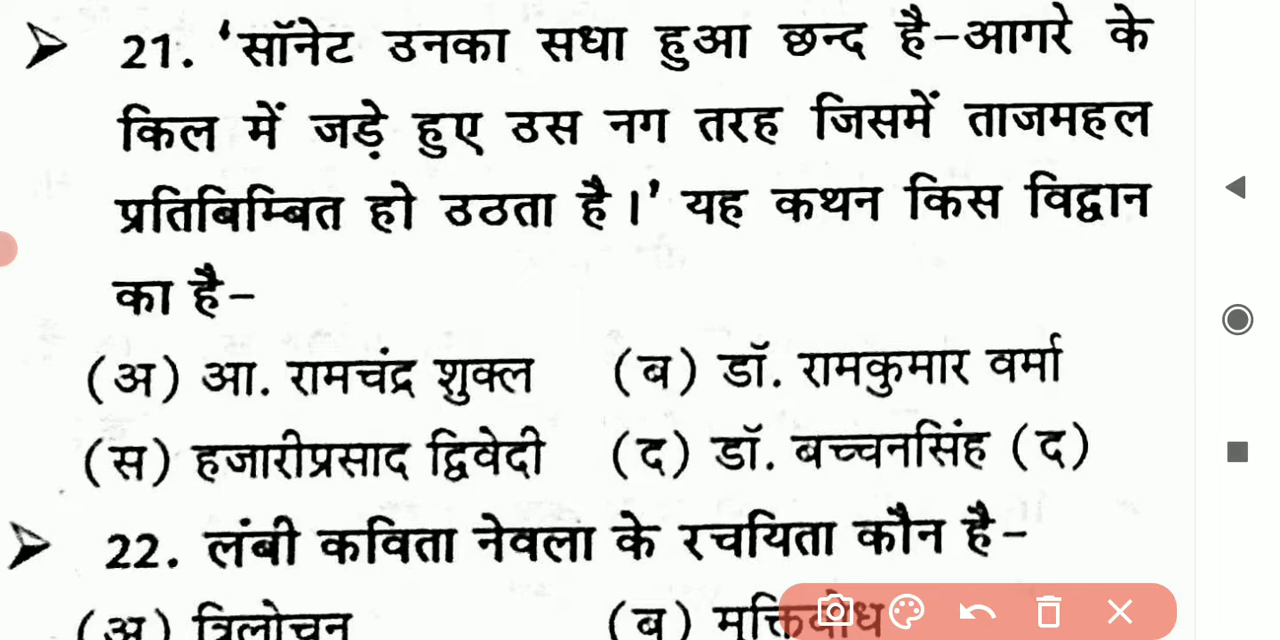 21. ‘सॉनेट उनका सधा हुआ छन्द है-आगरे के
किल में जड़े हुए उस नग तरह जिसमें ताजमहल
प्रतिबिम्बित हो उठता है।’ यह कथन किस विद्वान
का है-
(अ) आ. रामचंद्र शुक्ल (ब) डॉ. रामकुमार वर्मा
(स) हजारीप्रसाद द्विवेदी (द) डॉ. बच्चनसिंह (द)
22. लंबी कविता नेवला के रचयिता कौन है-
(अ) त्रिलोचन (ब) मुक्तिबोध